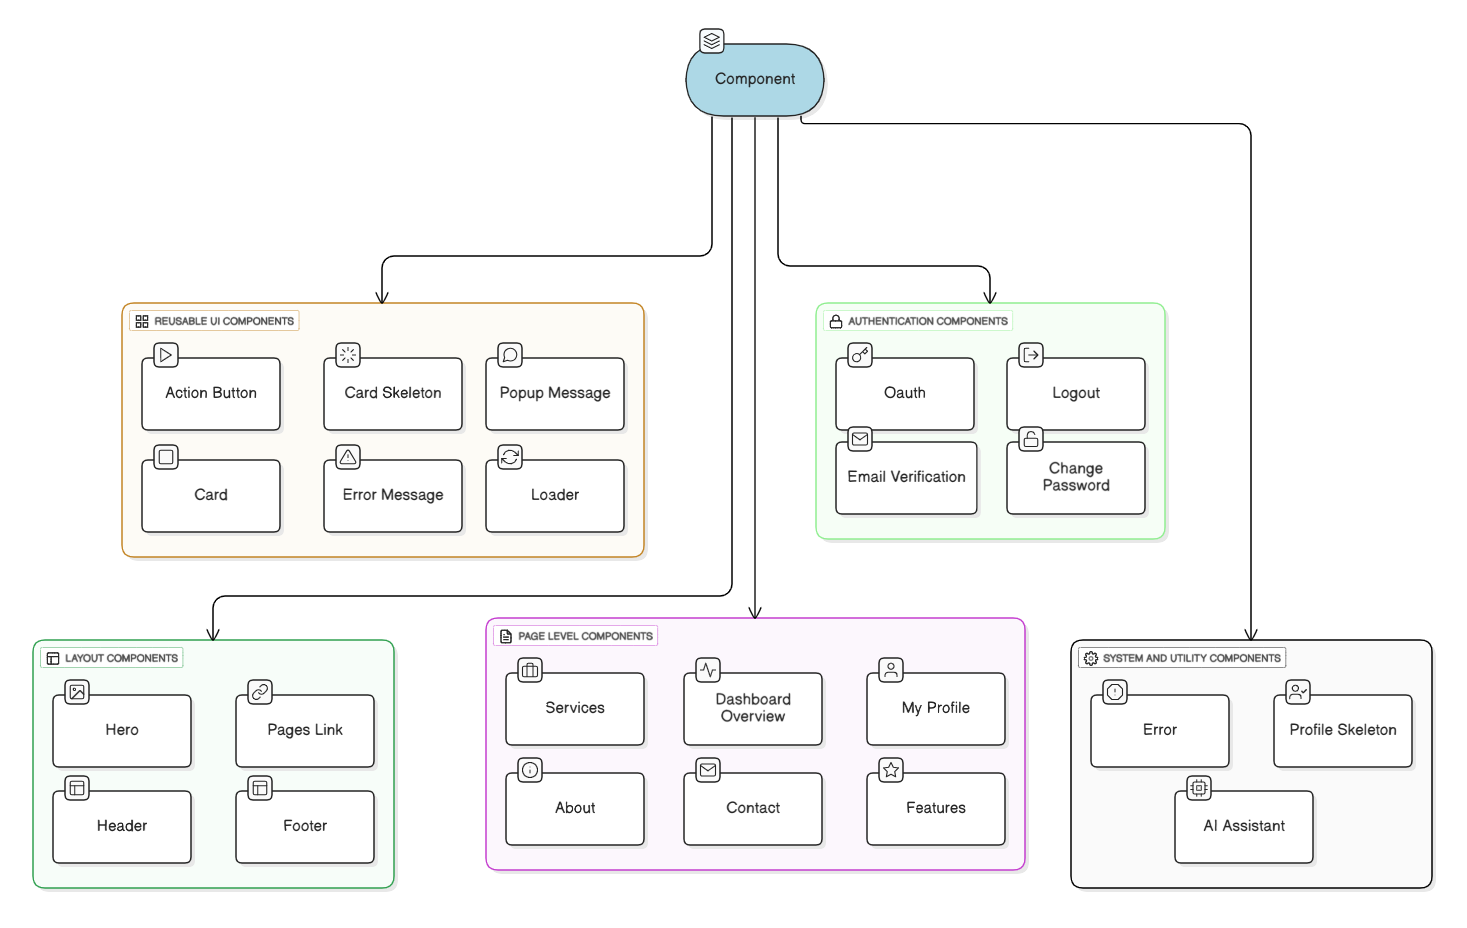 Component
REUSABLE UI COMPONENTS
Action Button
Card Skeleton
Popup Message
Card
Error Message
Loader
AUTHENTICATION COMPONENTS
Oauth
Logout
Email Verification
Change
Password
LAYOUT COMPONENTS
Hero
Pages Link
Header
Footer
PAGE LEVEL COMPONENTS
Services
Dashboard
Overview
My Profile
About
Contact
Features
SYSTEM AND UTILITY COMPONENTS
Error
Profile Skeleton
AI Assistant